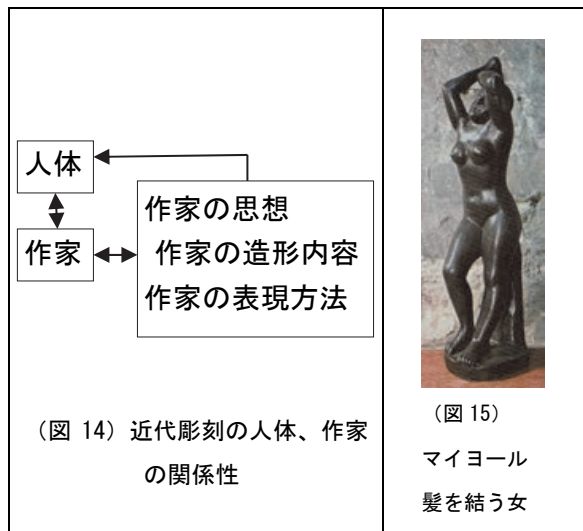 人体
作家
作家の思想
作家の造形内容
作家の表現方法
（図 14）近代彫刻の人体、作家
の関係性
（図 15）
マイヨール
髪を結う女